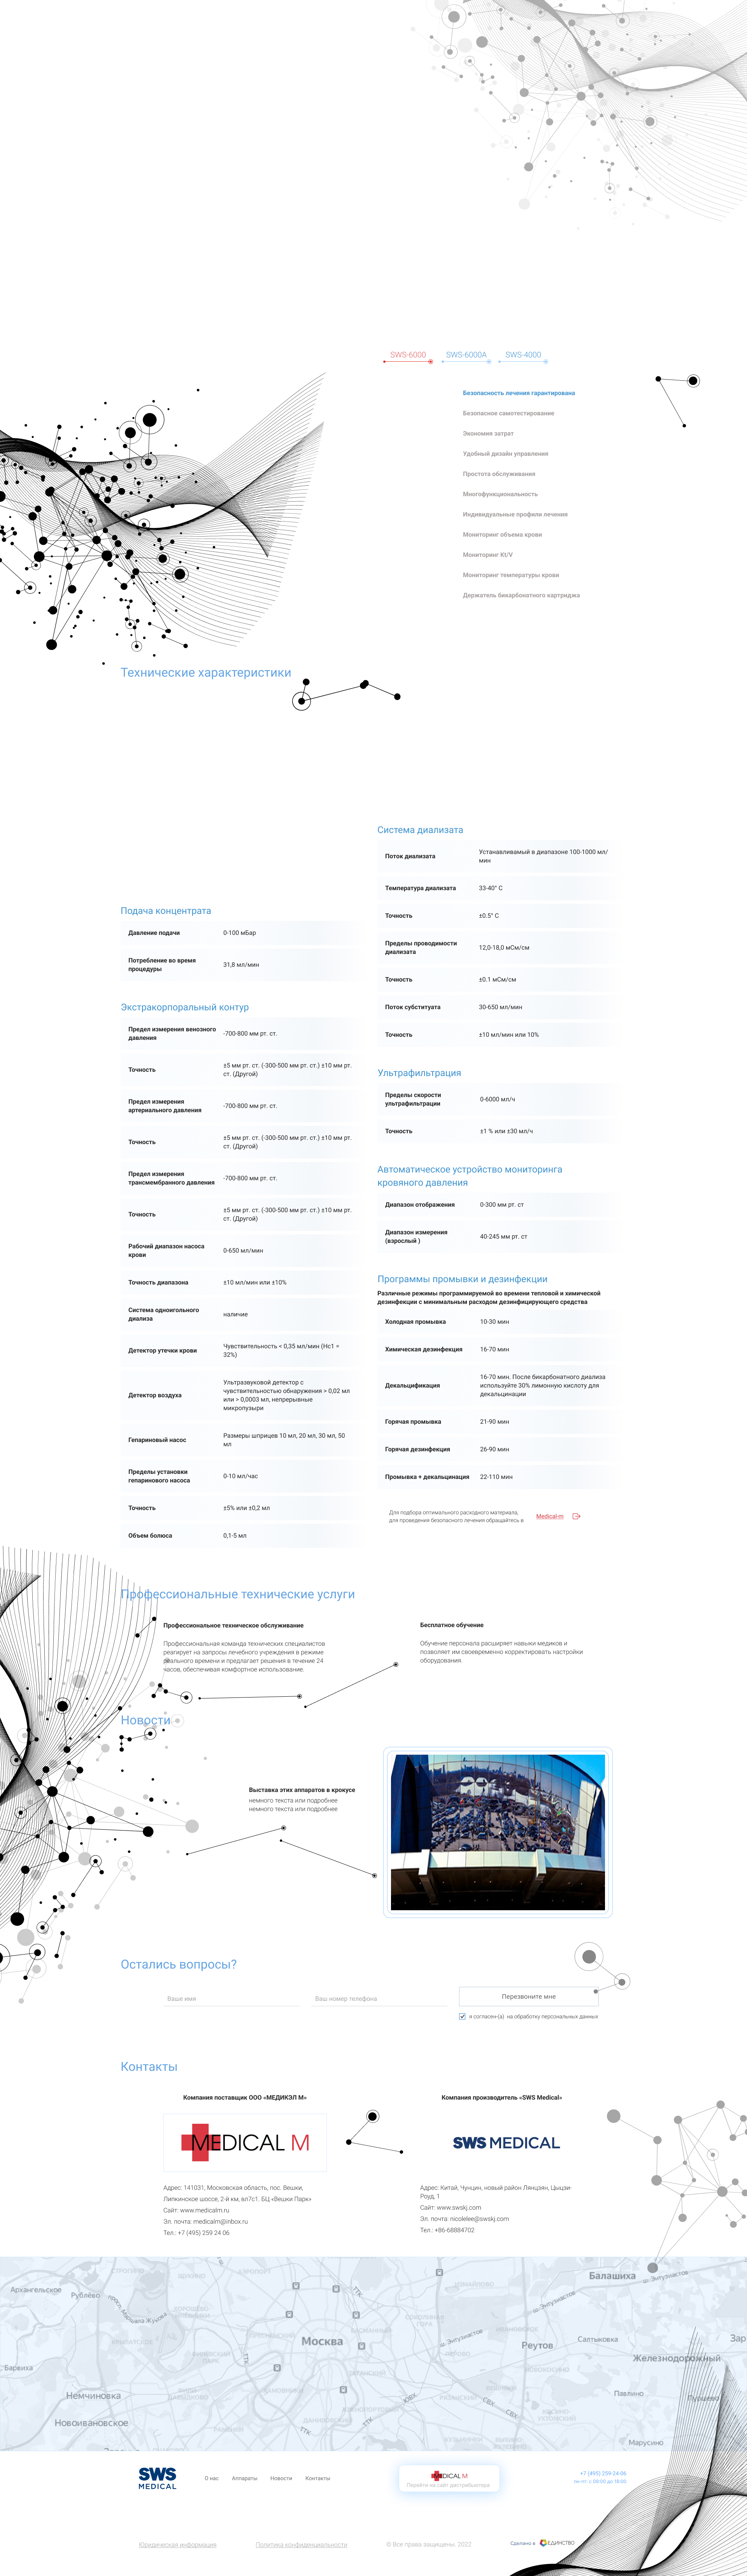 SWS-6000 SWS-6000A SWS-4000
Безопасность лечения гарантирована
Безопасное самотестирование
Экономия затрат
Удобный дизайн управления
Простота обслуживания
Многофункциональность
Индивидуальные профили лечения
Мониторинг объема крови
Мониторинг Kt/V
Мониторинг температуры крови
Держатель бикарбонатного картриджа
Технические характеристики
Подача концентрата
Давление подачи 0-100 мБар
Потребление во время
процедуры
31,8 мл/мин
Экстракорпоральный контур
Предел измерения венозного
давления
-700-800 мм рт. ст.
Точность
±5 мм рт. ст. (-300-500 мм рт. ст.) ±10 мм рт.
ст. (Другой)
Предел измерения
артериального давления
-700-800 мм рт. ст.
Точность
±5 мм рт. ст. (-300-500 мм рт. ст.) ±10 мм рт.
ст. (Другой)
Предел измерения
трансмембранного давления
-700-800 мм рт. ст.
Точность
±5 мм рт. ст. (-300-500 мм рт. ст.) ±10 мм рт.
ст. (Другой)
Рабочий диапазон насоса
крови
0-650 мл/мин
Точность диапазона ±10 мл/мин или ±10%
Система одноигольного
диализа
наличие
Детектор утечки крови
Чувствительность < 0,35 мл/мин (Hc1 =
32%)
Детектор воздуха
Ультразвуковой детектор с
чувствительностью обнаружения > 0,02 мл
или > 0,0003 мл, непрерывные
микропузыри
Гепариновый насос
Размеры шприцев 10 мл, 20 мл, 30 мл, 50
мл
Пределы установки
гепаринового насоса
0-10 мл/час
Точность ±5% или ±0,2 мл
Объем болюса 0,1-5 мл
Система диализата
Поток диализата
Устанавливамый в диапазоне 100-1000 мл/
мин
Температура диализата 33-40° C
Точность ±0.5° C
Пределы проводимости
диализата
12,0-18,0 мСм/см
Точность ±0.1 мСм/см
Поток субституата 30-650 мл/мин
Точность ±10 мл/мин или 10%
Ультрафильтрация
Пределы скорости
ультрафильтрации
0-6000 мл/ч
Точность ±1 % или ±30 мл/ч
Автоматическое устройство мониторинга
кровяного давления
Диапазон отображения 0-300 мм рт. ст
Диапазон измерения
(взрослый )
40-245 мм рт. ст
Программы промывки и дезинфекции
Различные режимы программируемой во времени тепловой и химической
дезинфекции с минимальным расходом дезинфицирующего средства
Холодная промывка 10-30 мин
Химическая дезинфекция 16-70 мин
Декальцификация
16-70 мин. После бикарбонатного диализа
используйте 30% лимонную кислоту для
декальцинации
Горячая промывка 21-90 мин
Горячая дезинфекция 26-90 мин
Промывка + декальцинация 22-110 мин
Для подбора оптимального расходного материала,
для проведения безопасного лечения обращайтесь в
Medical-m
Профессиональные технические услуги
Профессиональное техническое обслуживание
Профессиональная команда технических специалистов
реагирует на запросы лечебного учреждения в режиме
реального времени и предлагает решения в течение 24
часов, обеспечивая комфортное использование.
Бесплатное обучение
Обучение персонала расширяет навыки медиков и
позволяет им своевременно корректировать настройки
оборудования.
Новости
Выставка этих аппаратов в крокусе
немного текста или подробнее
немного текста или подробнее
Остались вопросы?
Ваше имя
Ваш номер телефона
Перезвоните мне
я согласен-(а) на обработку персональных данных
Контакты
Компания поставщик ООО «МЕДИКЭЛ М»
MEDICAL M
Адрес: 141031, Московская область, пос. Вешки,
Липкинское шоссе, 2-й км, вл7с1. БЦ «Вешки Парк»
Сайт: www.medicalm.ru
Эл. почта: medicalm@inbox.ru
Тел.: +7 (495) 259 24 06
Компания производитель «SWS Medical»
SWS MEDICAL
Адрес: Китай, Чунцин, новый район Лянцзян, Цыцзи-
Роуд, 1
Сайт: www.swskj.com
Эл. почта: nicolelee@swskj.com
Тел.: +86-68884702
Балашиха
ш. Энтузиастов
Архангельское
Рублёво
ТТК
Москва
ш. Энтузиастов
Реутов
Салтыковка
Железнодорожный
Барвиха
Немчиновка
ЮВХ
СВХ
СВХ
Павлино
Пуршево
Новоивановское
ТТК
ТТК
Марусино
SWS
MEDICAL
О нас Аппараты Новости Контакты
MEDICAL M
Перейти на сайт дистрибьютора
+7 (495) 259-24-06
пн-пт: с 09:00 до 18:00
Юридическая информация
Политика конфиденциальности
© Все права защищены. 2022
Сделано в ЕДИНСТВО